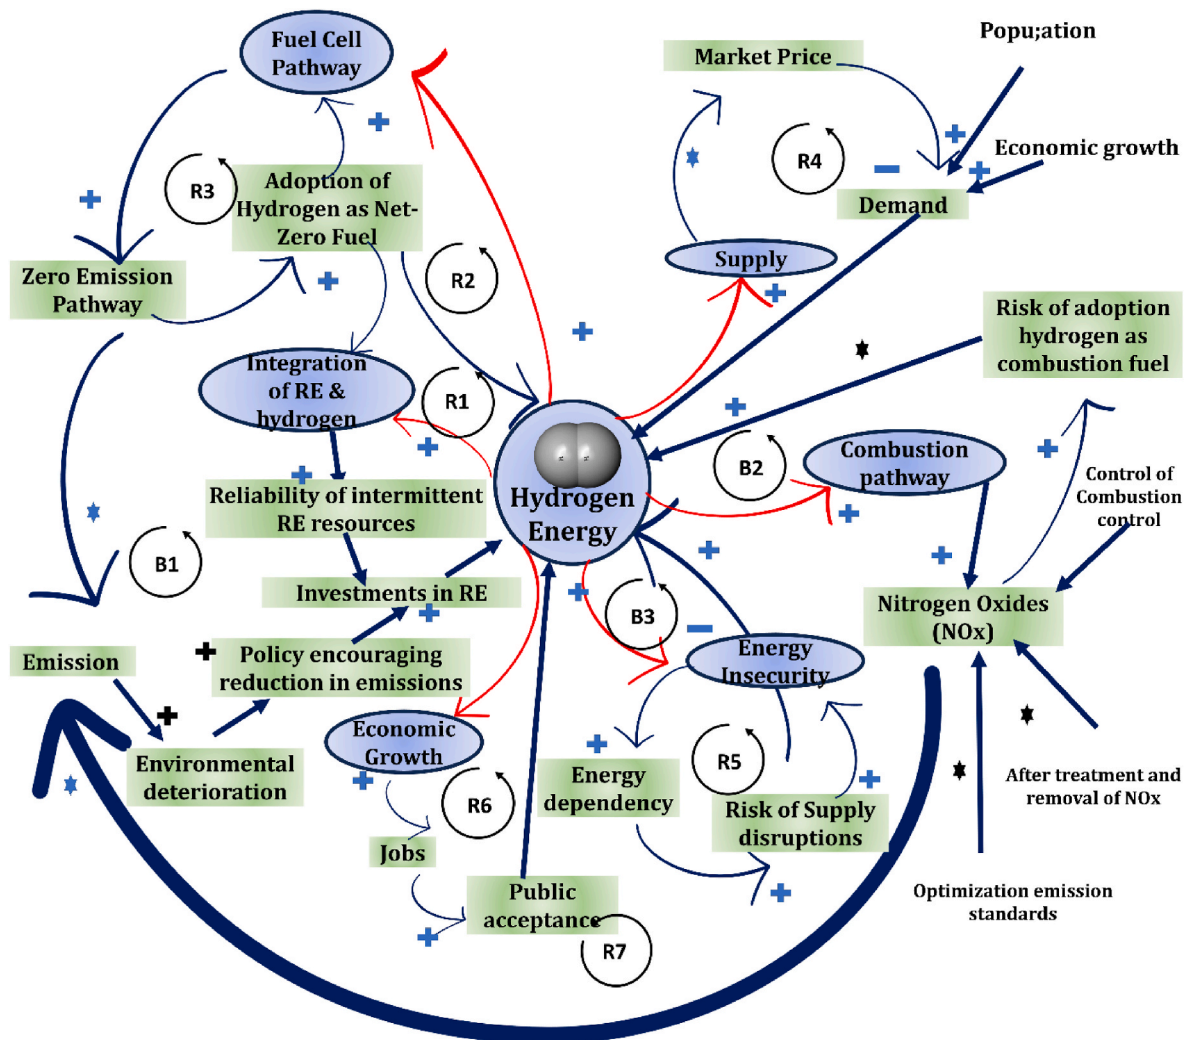 Fuel Cell
Pathway
Market Price
Popu;ation
Economic growth
R4
R3
Adoption of
Hydrogen as Net-
Zero Fuel
Demand
Zero Emission
Pathway
R2
Supply
Risk of adoption
hydrogen as
combustion fuel
Integration
of RE &
hydrogen
R1
Hydrogen
Energy
B2
Combustion
pathway
Control of
Combustion
control
Reliability of intermittent
RE resources
B1
Investments in RE
B3
Nitrogen Oxides
(NOx)
Emission
Policy encouraging
reduction in emissions
Energy
Insecurity
Environmental
deterioration
Economic
Growth
R5
Energy
dependency
Risk of Supply
disruptions
After treatment and
removal of NOx
R6
Jobs
Public
acceptance
R7
Optimization emission
standards